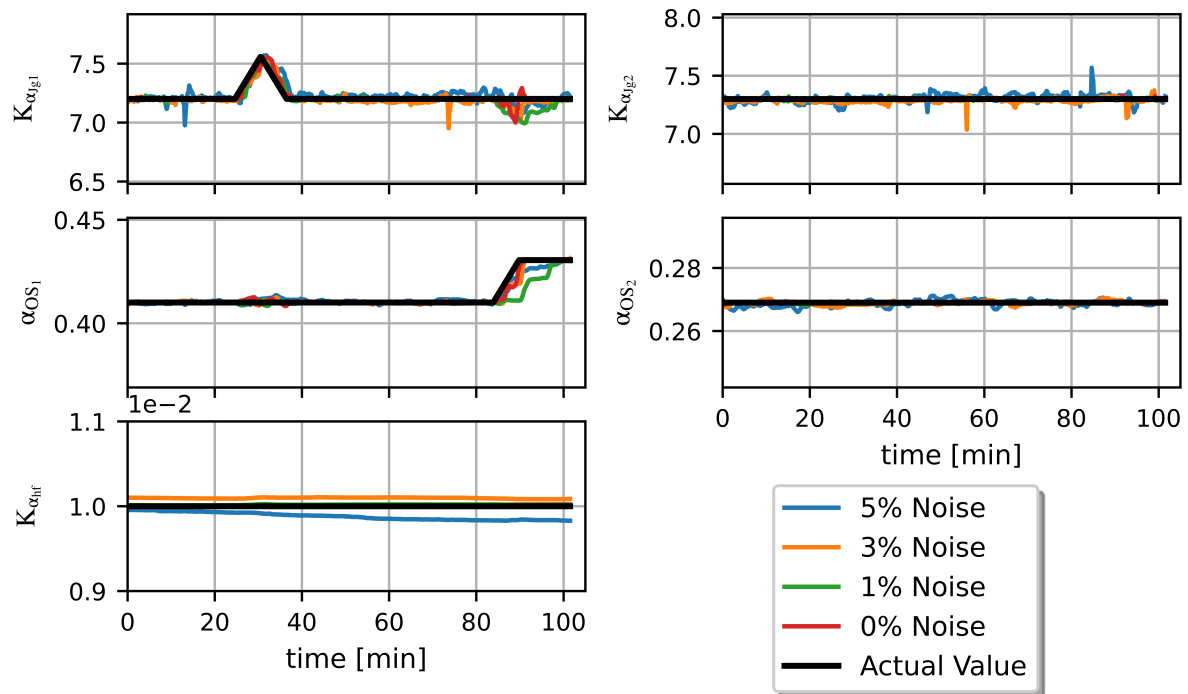 K_{α_{Jg1}}
7.5
7.0
6.5
K_{α_{Jg2}}
8.0
7.5
7.0
α_{OS_1}
0.45
0.40
α_{OS_2}
0.28
0.26
0 20 40 60 80 100
time [min]
1e−2
K_{α_{hf}}
1.1
1.0
0.9
0 20 40 60 80 100
time [min]
5% Noise
3% Noise
1% Noise
0% Noise
Actual Value